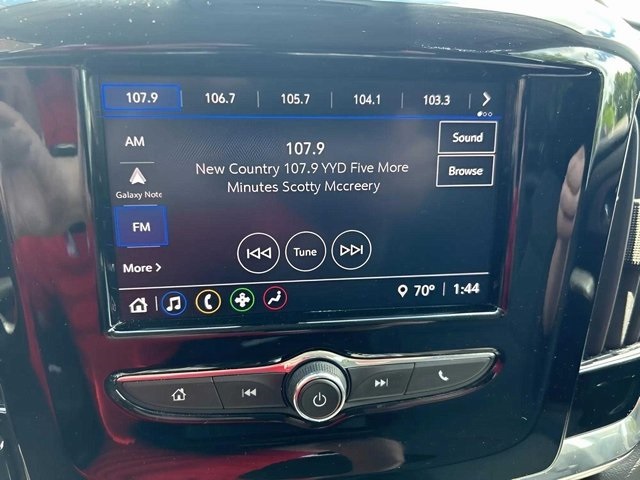 107.9 | 106.7 | 105.7 | 104.1 | 103.3
AM
Galaxy Note
FM
More
107.9
New Country 107.9 YYD Five More
Minutes Scotty Mccreery
Tune
Sound
Browse
70° | 1:44